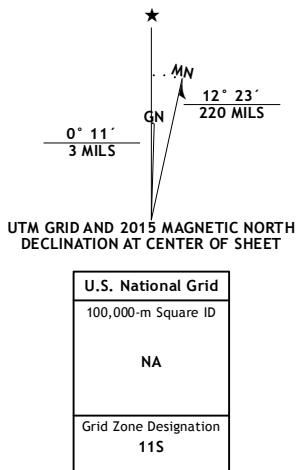 MN
GN
12° 23´
220 MILS
0° 11´
3 MILS
UTM GRID AND 2015 MAGNETIC NORTH
DECLINATION AT CENTER OF SHEET
U.S. National Grid
100,000-m Square ID
NA
Grid Zone Designation
11S